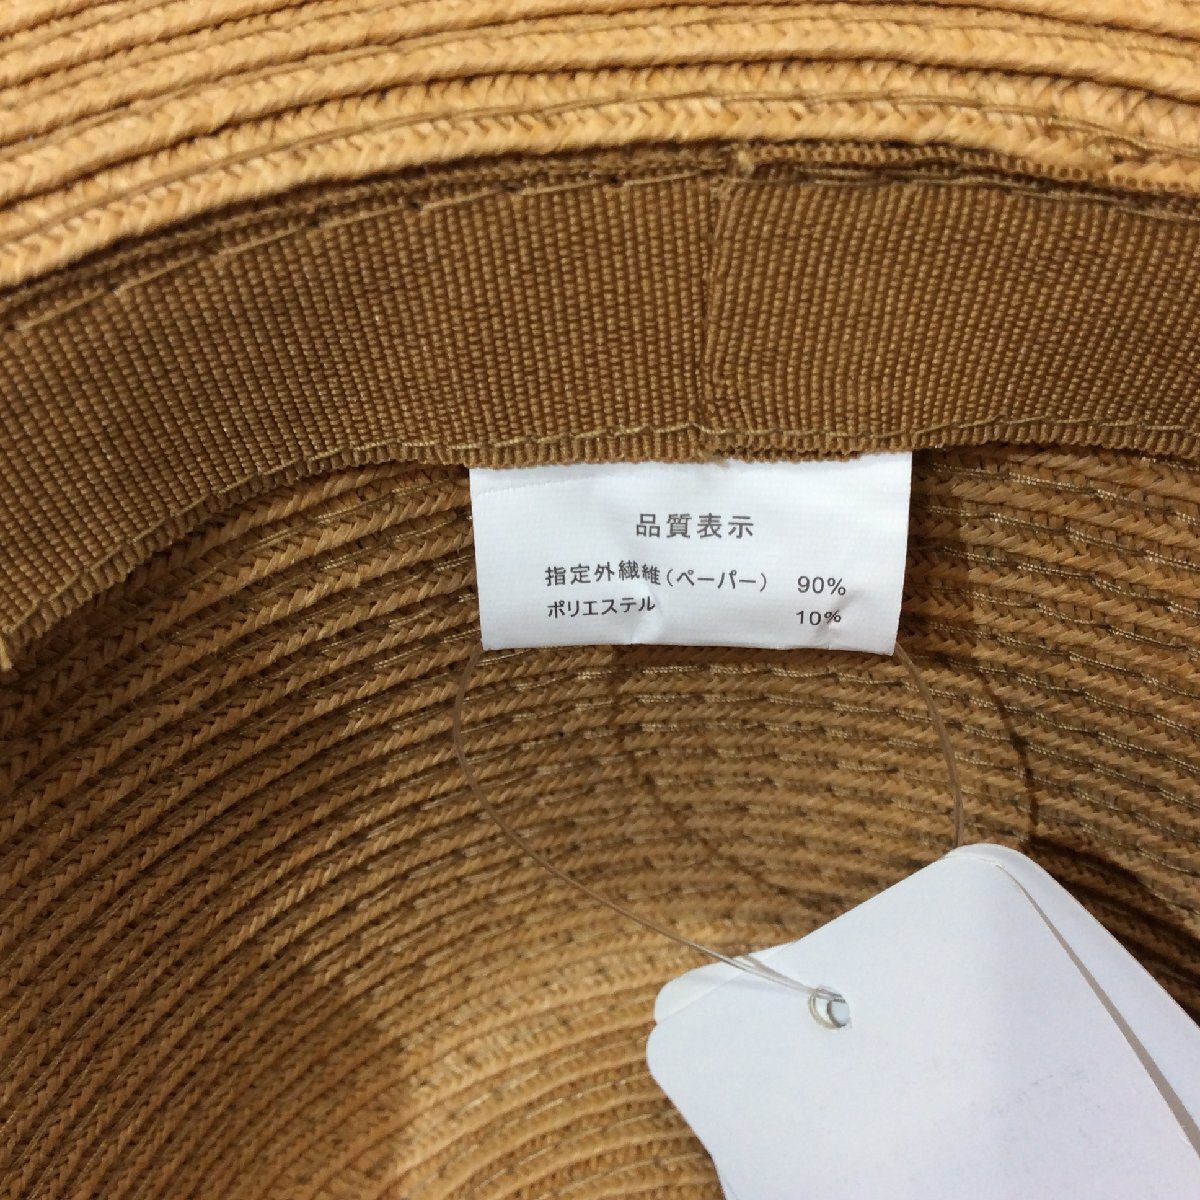 品質表示
指定外繊維(ペーパー) 90%
ポリエステル 10%